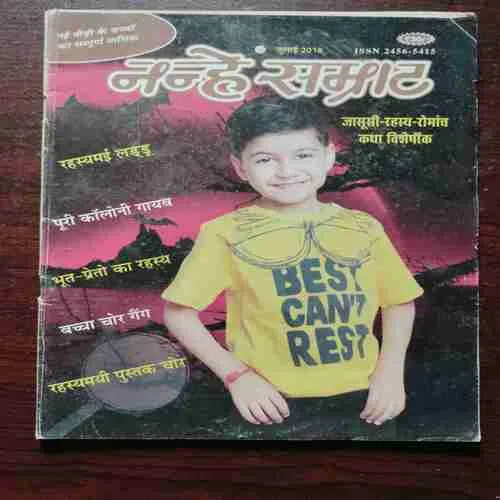 नई पीढ़ी के बच्चों
का सम्पूर्ण मासिक
जुलाई 2018
ISSN 2456-5415
नन्हे सम्राट
जासूसी-रहस्य-रोमांच
कथा विशेषांक
रहस्यमई लड्डू
पूरी कॉलोनी गायब
भूत-प्रेतो का रहस्य
बच्चा चोर गैंग
रहस्यमयी पुस्तक चोर
BEST
CAN'T
REST